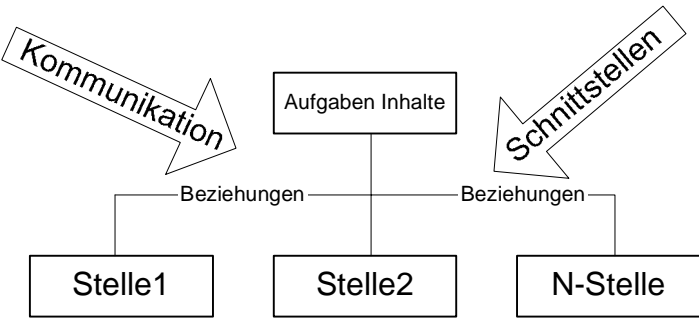 Kommunikation
Schnittstellen
Aufgaben Inhalte
Beziehungen
Beziehungen
Stelle1
Stelle2
N-Stelle